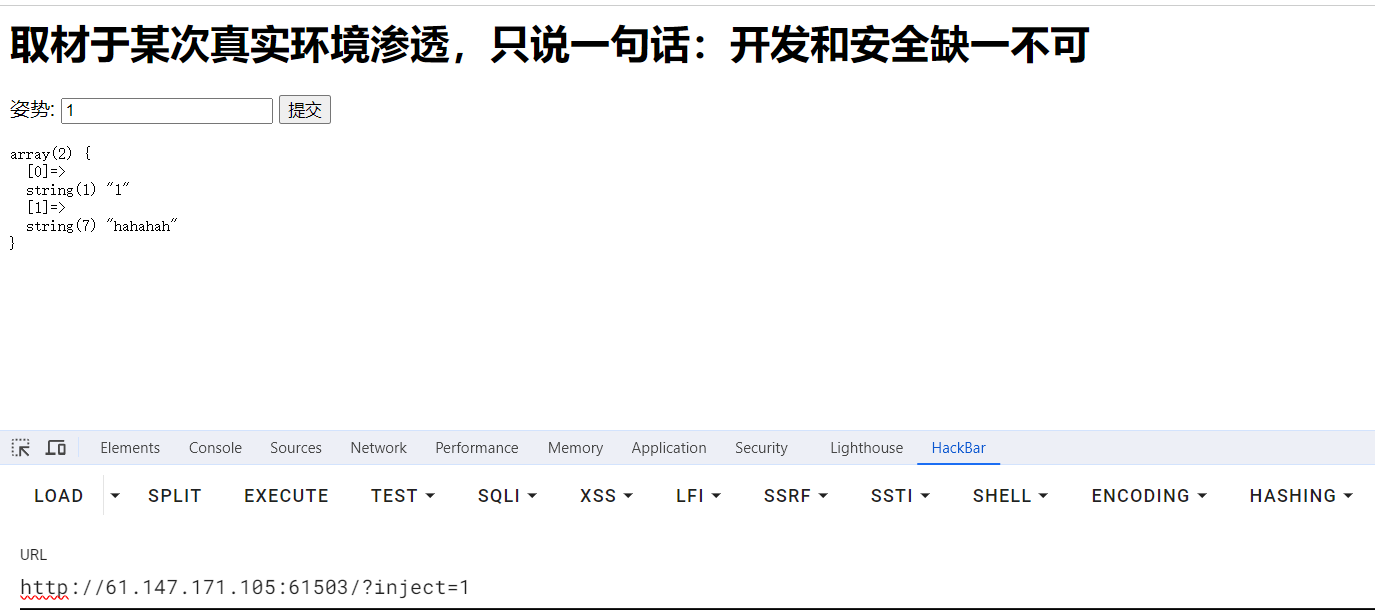 取材于某次真实环境渗透，只说一句话：开发和安全缺一不可
姿势: 1 提交
array(2) {
  [0]=>
  string(1) "1"
  [1]=>
  string(7) "hahahah"
}
Elements Console Sources Network Performance Memory Application Security Lighthouse HackBar
LOAD SPLIT EXECUTE TEST SQLI XSS LFI SSRF SSTI SHELL ENCODING HASHING
URL
http://61.147.171.105:61503/?inject=1